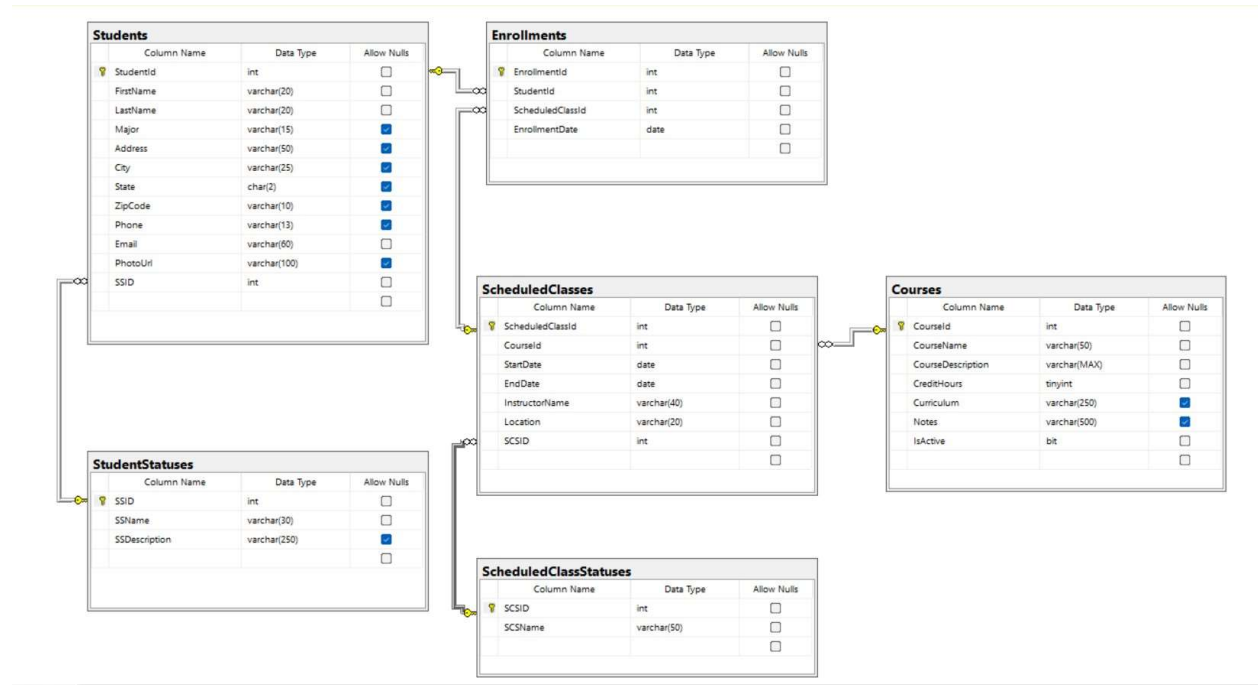 Students
Column Name Data Type Allow Nulls
StudentId int
FirstName varchar(20)
LastName varchar(20)
Major varchar(15)
Address varchar(50)
City varchar(25)
State char(2)
ZipCode varchar(10)
Phone varchar(13)
Email varchar(60)
PhotoUrl varchar(100)
SSID int
Enrollments
Column Name Data Type Allow Nulls
EnrollmentId int
StudentId int
ScheduledClassId int
EnrollmentDate date
ScheduledClasses
Column Name Data Type Allow Nulls
ScheduledClassId int
CourseId int
StartDate date
EndDate date
InstructorName varchar(40)
Location varchar(20)
SCSID int
Courses
Column Name Data Type Allow Nulls
CourseId int
CourseName varchar(50)
CourseDescription varchar(MAX)
CreditHours tinyint
Curriculum varchar(250)
Notes varchar(500)
IsActive bit
StudentStatuses
Column Name Data Type Allow Nulls
SSID int
SSName varchar(30)
SSDescription varchar(250)
ScheduledClassStatuses
Column Name Data Type Allow Nulls
SCSID int
SCSName varchar(50)